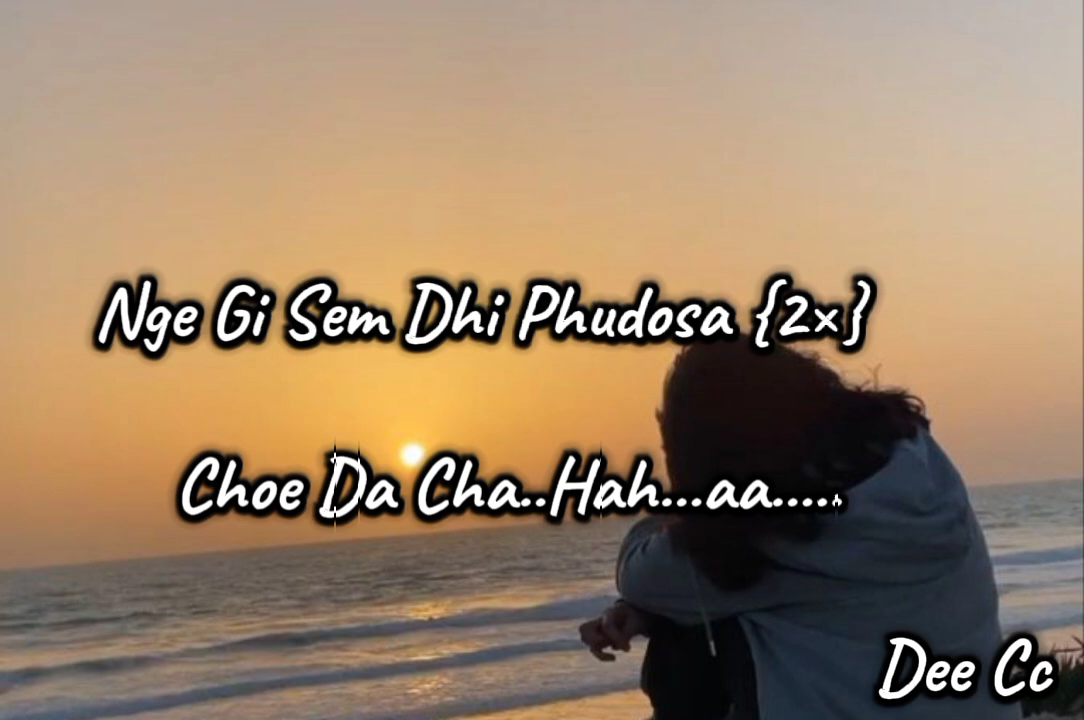 Nge Gi Sem Dhi Phudosa {2×}
Choe Da Cha..Hah...aa.....
Dee Cc